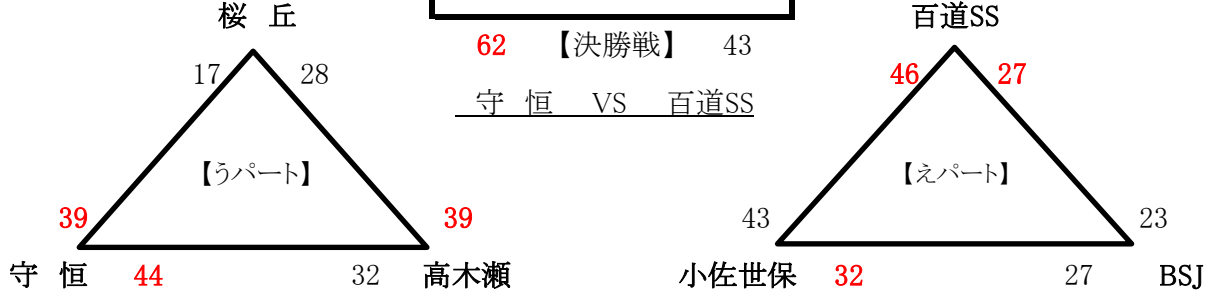 桜　丘
百道SS
62　【決勝戦】　43
17　28
46　27
守　恒　VS　百道SS
【うパート】
【えパート】
39　39
43　23
守　恒　44　32　高木瀬
小佐世保　32　27　BSJ